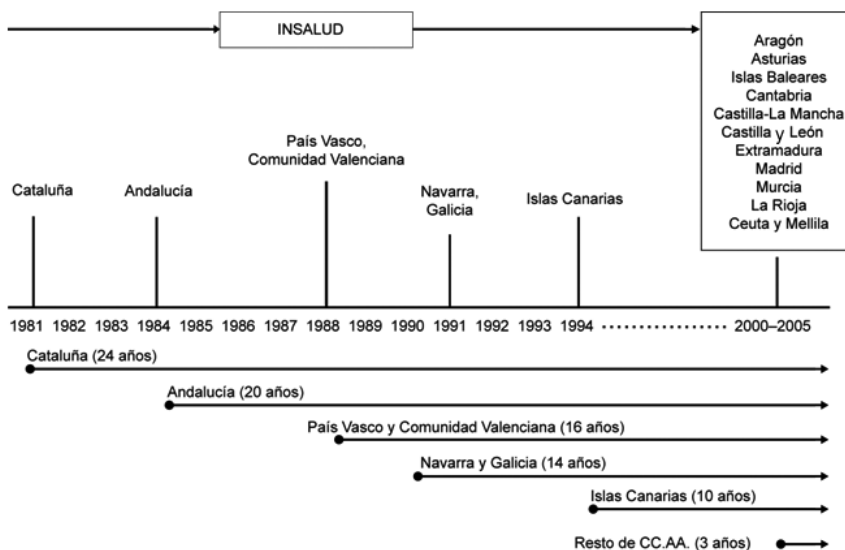 INSALUD
Aragón
Asturias
Islas Baleares
Cantabria
Castilla-La Mancha
Castilla y León
Extremadura
Madrid
Murcia
La Rioja
Ceuta y Mellila
País Vasco,
Comunidad Valenciana
Cataluña
Andalucía
Navarra,
Galicia
Islas Canarias
1981 1982 1983 1984 1985 1986 1987 1988 1989 1990 1991 1992 1993 1994 .................. 2000–2005
Cataluña (24 años)
Andalucía (20 años)
País Vasco y Comunidad Valenciana (16 años)
Navarra y Galicia (14 años)
Islas Canarias (10 años)
Resto de CC.AA. (3 años)